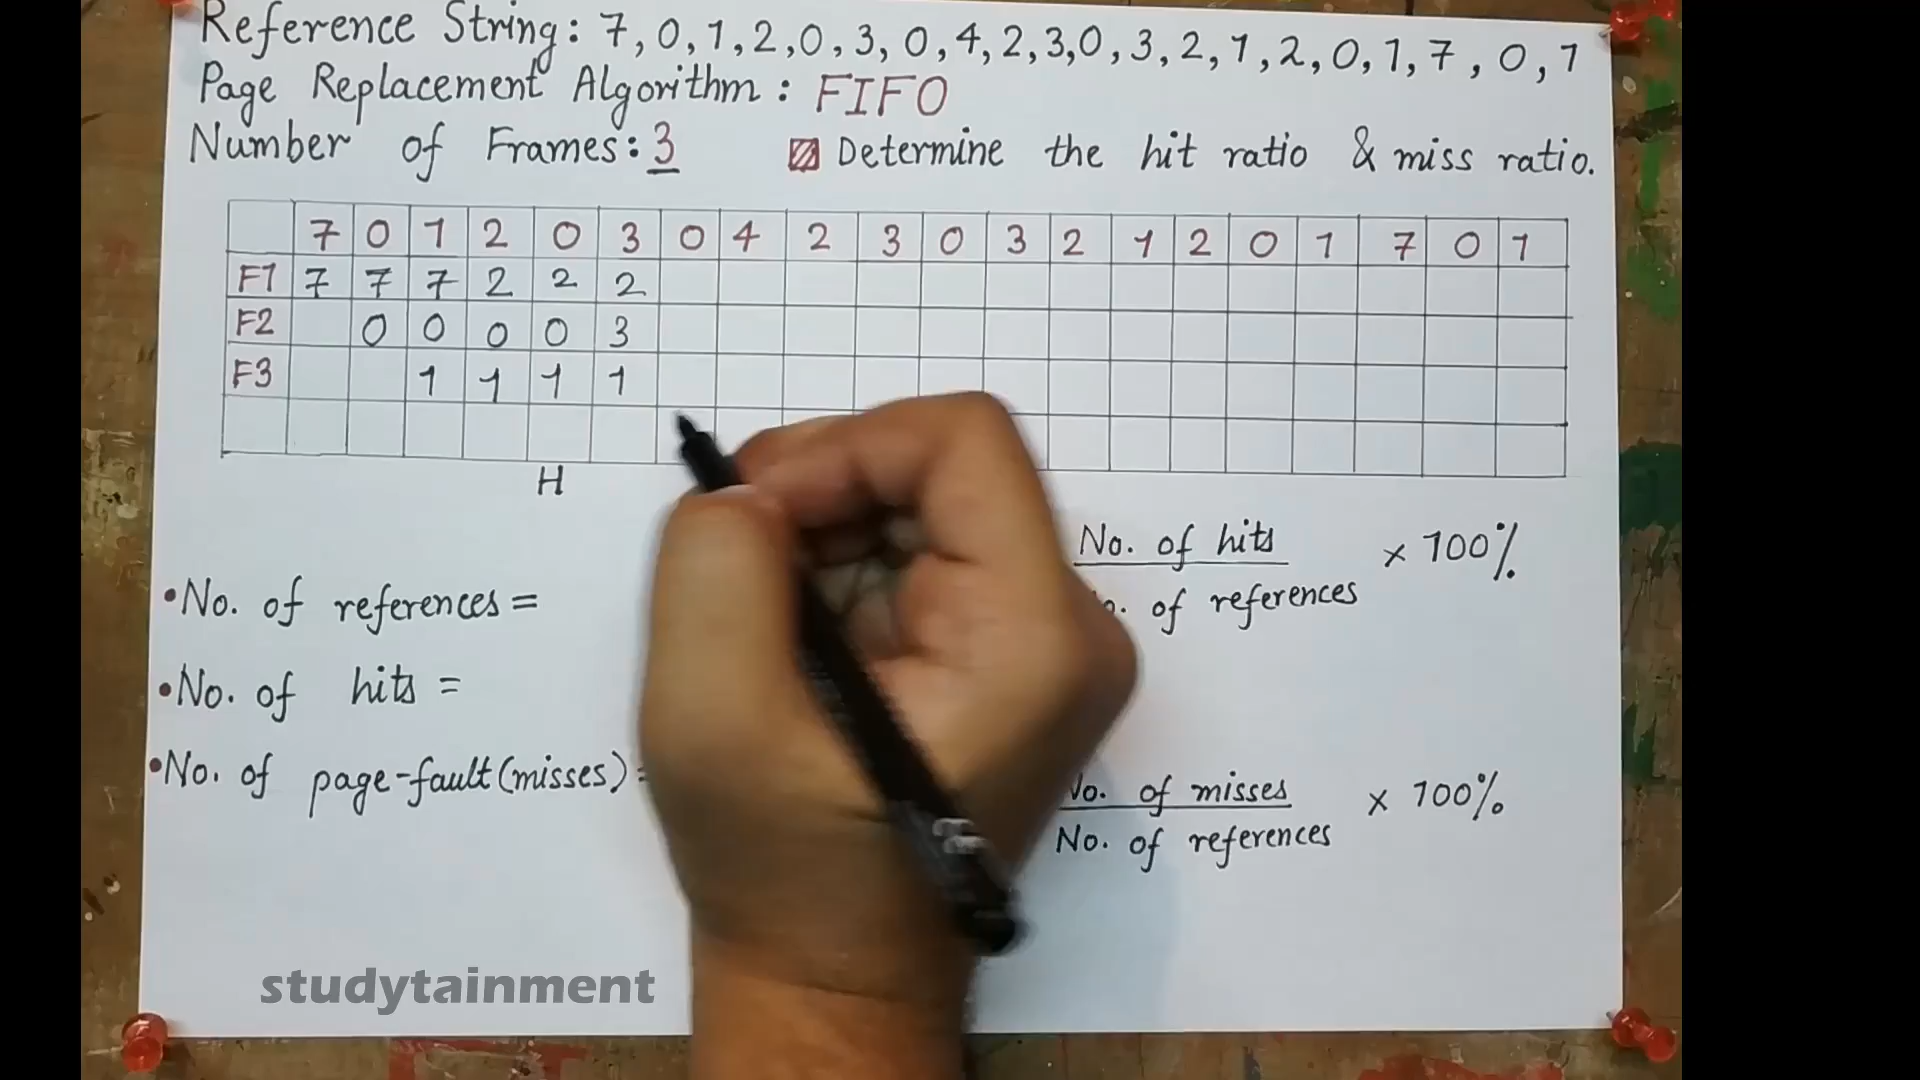 Reference String: 7, 0, 1, 2, 0, 3, 0, 4, 2, 3, 0, 3, 2, 1, 2, 0, 1, 7, 0, 1
Page Replacement Algorithm: FIFO
Number of Frames: 3 Determine the hit ratio & miss ratio.
7 0 1 2 0 3 0 4 2 3 0 3 2 1 2 0 1 7 0 1
F1 7 7 7 2 2 2
F2 0 0 0 0 3
F3 1 1 1 1
H
No. of hits × 100%
of references
• No. of references =
• No. of hits =
• No. of page-fault (misses) =
No. of misses × 100%
No. of references
studytainment